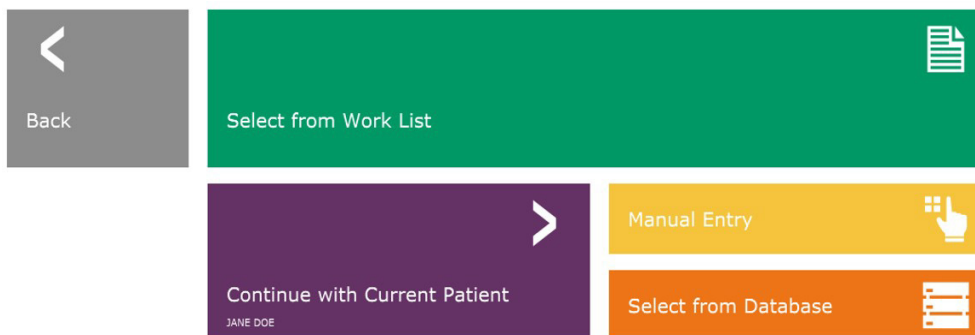 Back
Select from Work List
Continue with Current Patient
JANE DOE
Manual Entry
Select from Database